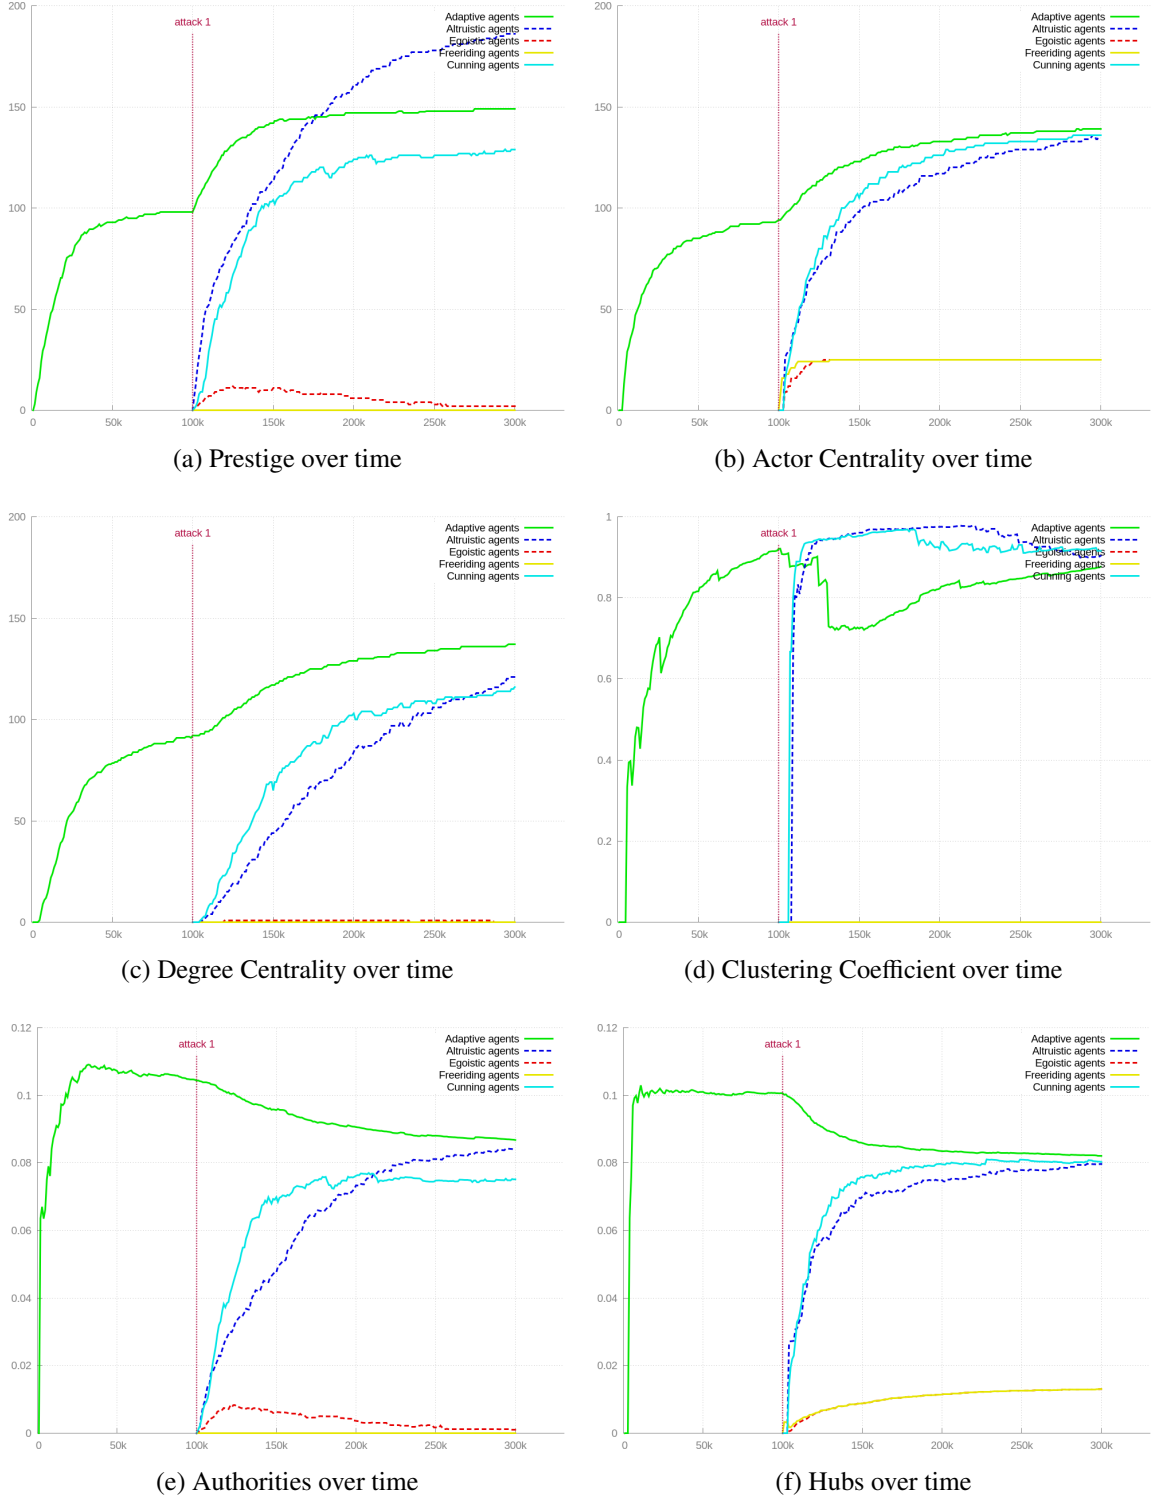 200
150
100
50
0
0 50k 100k 150k 200k 250k 300k
attack 1
Adaptive agents
Altruistic agents
Egoistic agents
Freeriding agents
Cunning agents
(a) Prestige over time
200
150
100
50
0
0 50k 100k 150k 200k 250k 300k
attack 1
Adaptive agents
Altruistic agents
Egoistic agents
Freeriding agents
Cunning agents
(b) Actor Centrality over time
200
150
100
50
0
0 50k 100k 150k 200k 250k 300k
attack 1
Adaptive agents
Altruistic agents
Egoistic agents
Freeriding agents
Cunning agents
(c) Degree Centrality over time
1
0.8
0.6
0.4
0.2
0
0 50k 100k 150k 200k 250k 300k
attack 1
Adaptive agents
Altruistic agents
Egoistic agents
Freeriding agents
Cunning agents
(d) Clustering Coefficient over time
0.12
0.1
0.08
0.06
0.04
0.02
0
0 50k 100k 150k 200k 250k 300k
attack 1
Adaptive agents
Altruistic agents
Egoistic agents
Freeriding agents
Cunning agents
(e) Authorities over time
0.12
0.1
0.08
0.06
0.04
0.02
0
0 50k 100k 150k 200k 250k 300k
attack 1
Adaptive agents
Altruistic agents
Egoistic agents
Freeriding agents
Cunning agents
(f) Hubs over time